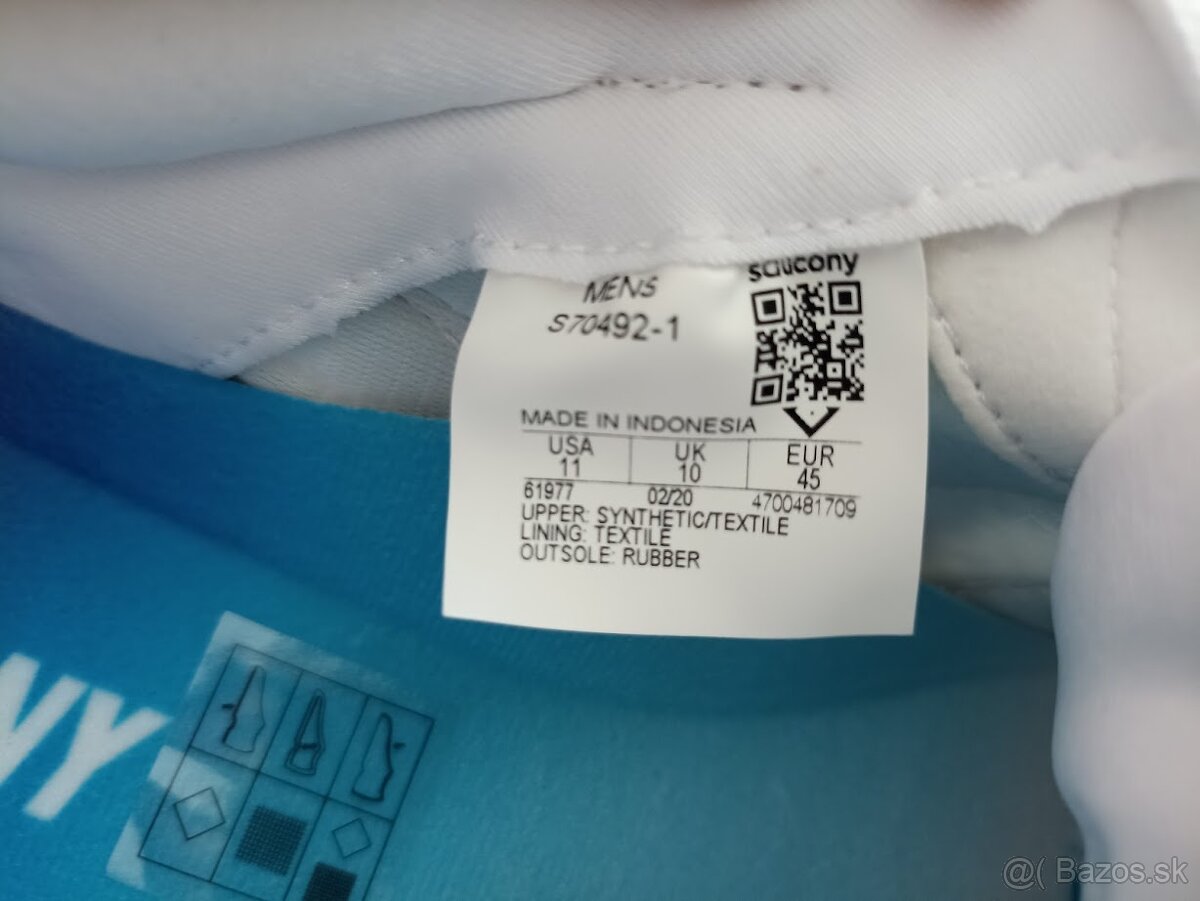 MENS
S70492-1
saucony
MADE IN INDONESIA
USA UK EUR
11 10 45
61977 02/20 4700481709
UPPER: SYNTHETIC/TEXTILE
LINING: TEXTILE
OUTSOLE: RUBBER
NY
@( Bazos.sk